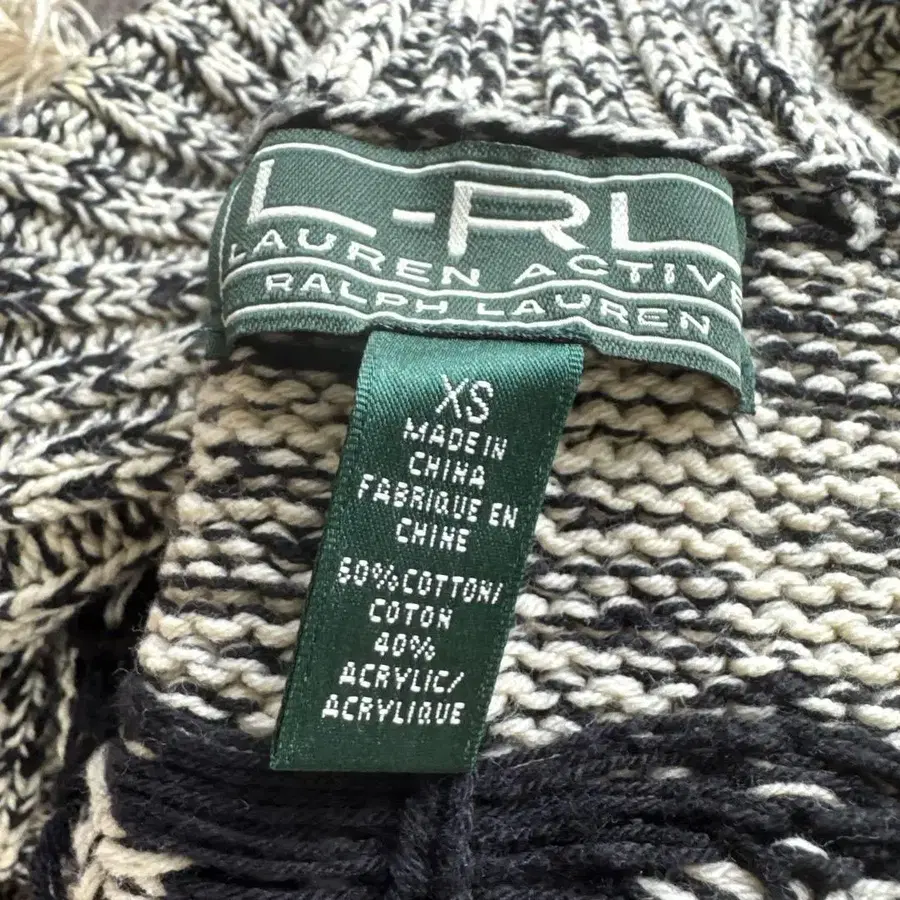 L-RL
LAUREN ACTIVE
RALPH LAUREN
XS
MADE IN
CHINA
FABRIQUE EN
CHINE
60% COTTON/
COTON
40%
ACRYLIC/
ACRYLIQUE